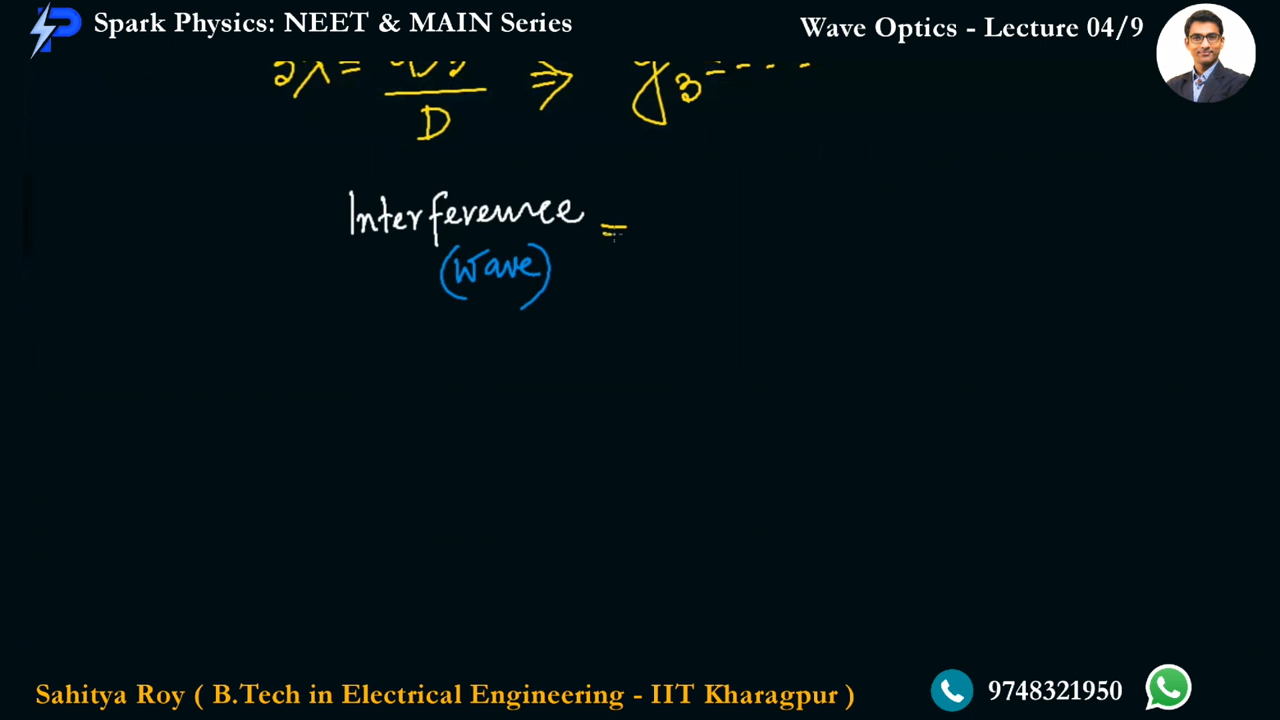 Spark Physics: NEET & MAIN Series
Wave Optics - Lecture 04/9
D ⇒ y3 = ----
Interference =
(wave)
Sahitya Roy ( B.Tech in Electrical Engineering - IIT Kharagpur )
9748321950